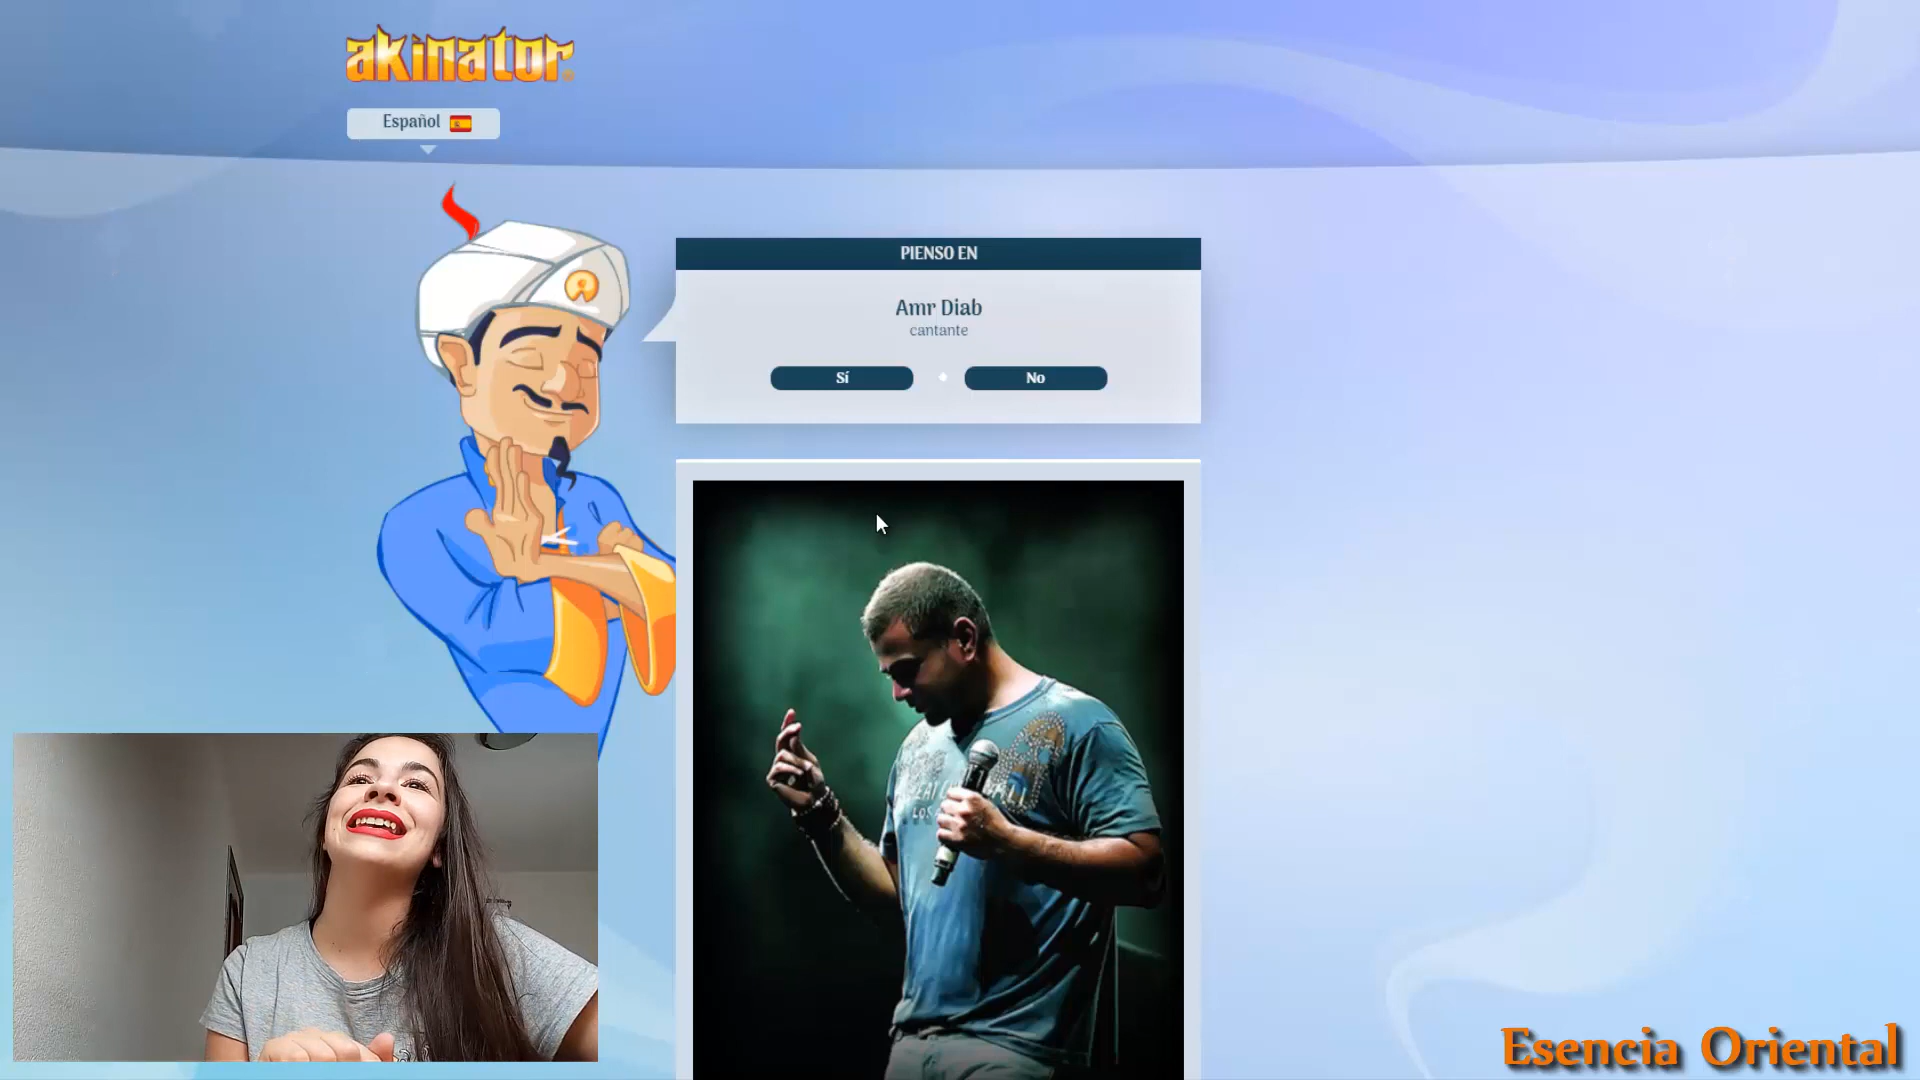 akinator
Español
PIENSO EN
Amr Diab
cantante
Sí
No
Esencia Oriental